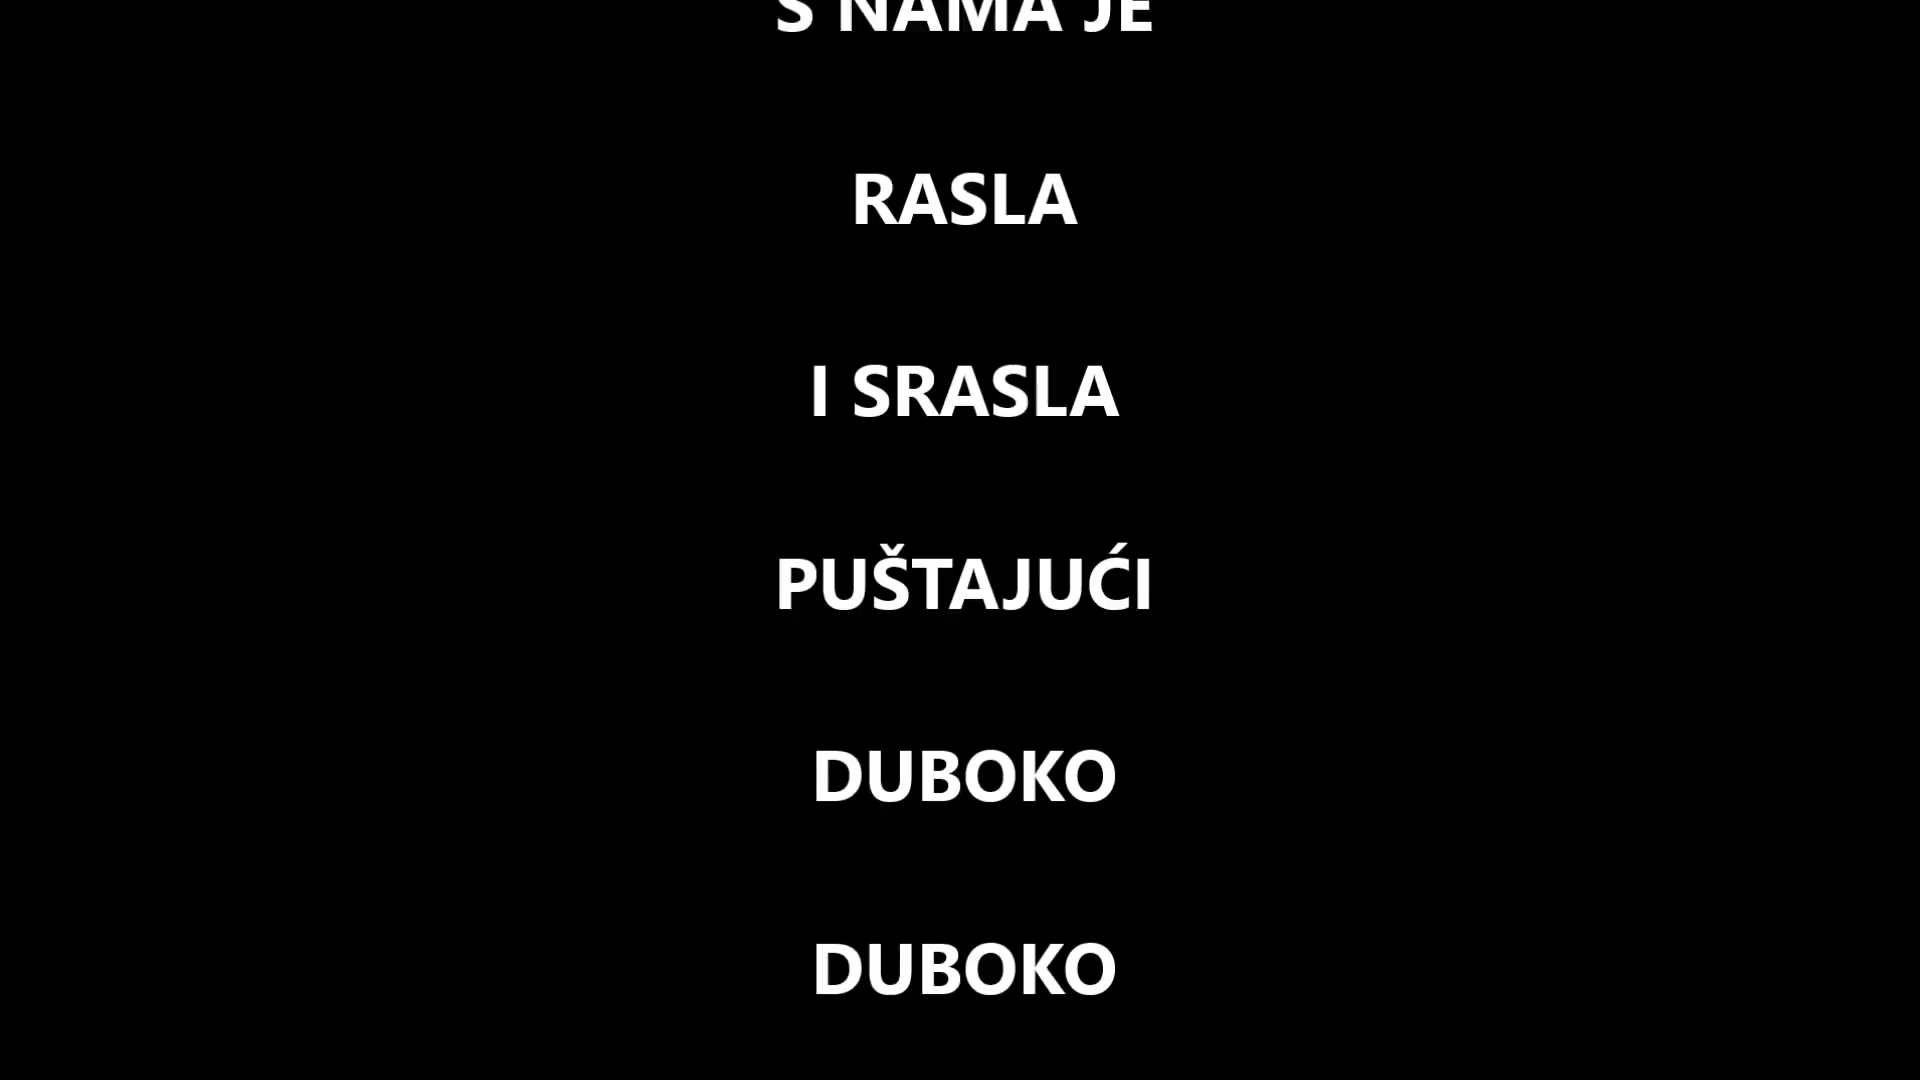 S NAMA JE
RASLA
I SRASLA
PUŠTAJUĆI
DUBOKO
DUBOKO